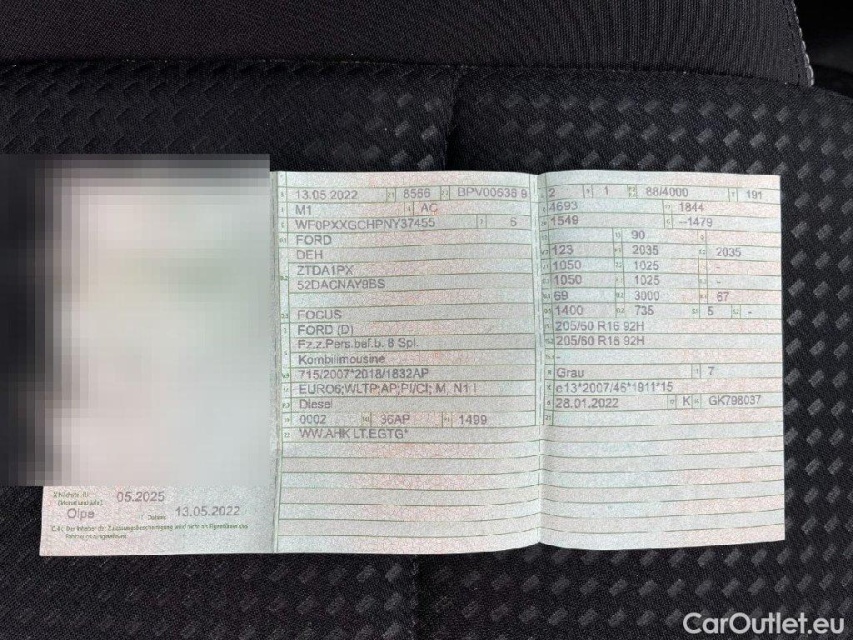 13.05.2022 8566 BPV00636 9
M1 AC
WF0PXXGCHPNY37455 5
FORD
DEH
ZTDA1PX
52DACNAY9BS
FOCUS
FORD (D)
Fz.z.Pers.bef.b. 8 Spl.
Kombilimousine
715/2007*2018/1832AP
EURO6;WLTP;AP;PI/CI; M, N1 I
Diesel
0002 36AP 1499
WW.AHK LT.EGTG*
2 1 88/4000 191
4693 1844
1549 –1479
90
123 2035 2035
1050 1025 -
1050 1025 -
69 3000 67
1400 735 5 -
205/60 R16 92H
205/60 R16 92H
Grau 7
e13*2007/46*1911*15
28.01.2022 K GK798037
05.2025
Olpe 13.05.2022
CarOutlet.eu